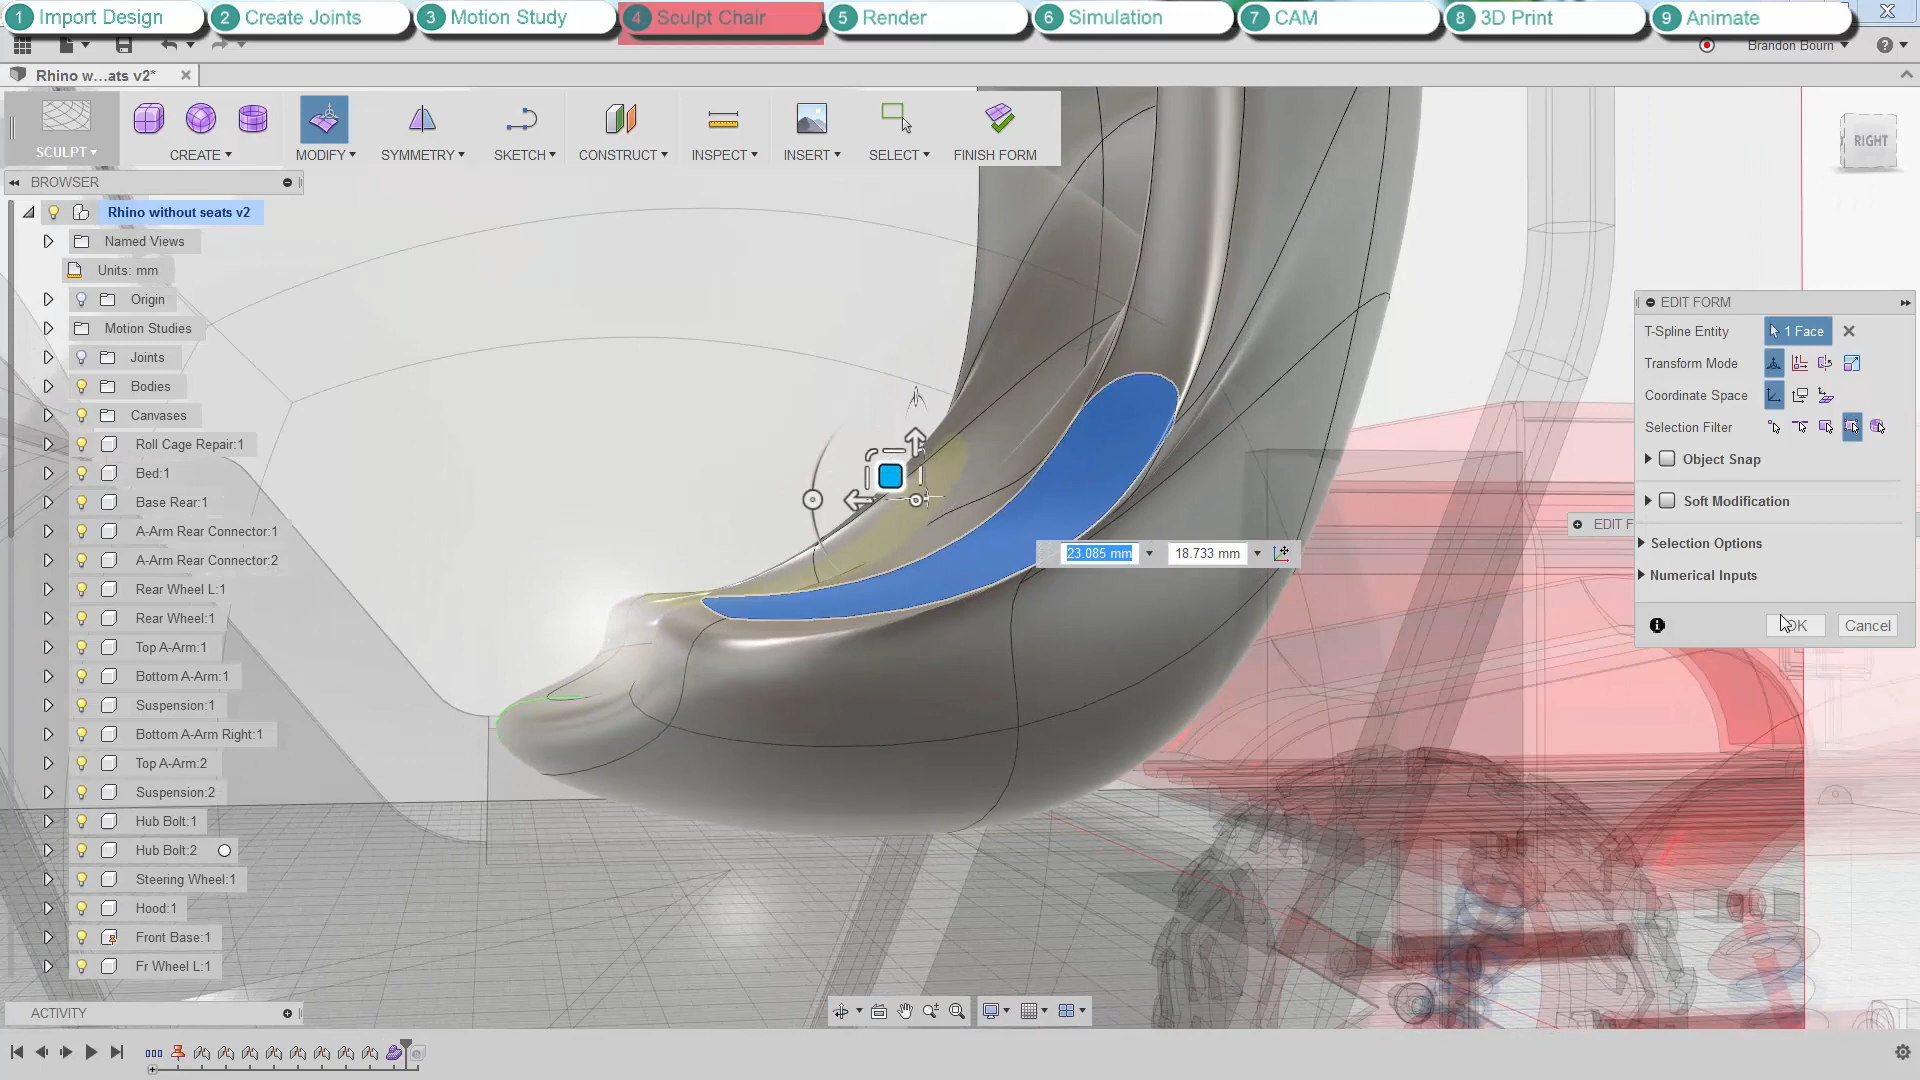 1 Import Design
2 Create Joints
3 Motion Study
4 Sculpt Chair
5 Render
6 Simulation
7 CAM
8 3D Print
9 Animate
Brandon Bourn
Rhino w...ats v2*
SCULPT
CREATE
MODIFY
SYMMETRY
SKETCH
CONSTRUCT
INSPECT
INSERT
SELECT
FINISH FORM
RIGHT
BROWSER
Rhino without seats v2
Named Views
Units: mm
Origin
Motion Studies
Joints
Bodies
Canvases
Roll Cage Repair:1
Bed:1
Base Rear:1
A-Arm Rear Connector:1
A-Arm Rear Connector:2
Rear Wheel L:1
Rear Wheel:1
Top A-Arm:1
Bottom A-Arm:1
Suspension:1
Bottom A-Arm Right:1
Top A-Arm:2
Suspension:2
Hub Bolt:1
Hub Bolt:2
Steering Wheel:1
Hood:1
Front Base:1
Fr Wheel L:1
ACTIVITY
23.085 mm
18.733 mm
EDIT FORM
T-Spline Entity
1 Face
Transform Mode
Coordinate Space
Selection Filter
Object Snap
Soft Modification
EDIT F
Selection Options
Numerical Inputs
OK
Cancel